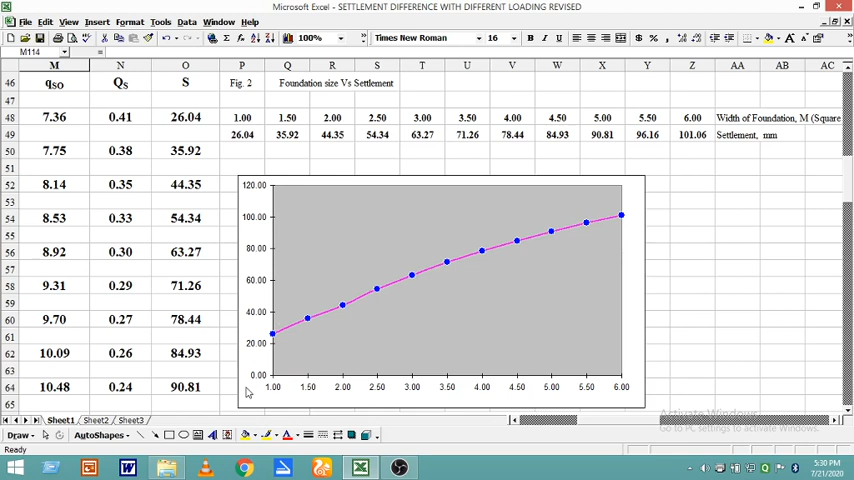 Microsoft Excel - SETTLEMENT DIFFERENCE WITH DIFFERENT LOADING REVISED
File Edit View Insert Format Tools Data Window Help
100% Times New Roman 16 B I U
M114 =
M N O P Q R S T U V W X Y Z AA AB AC
46 qSO QS S Fig. 2 Foundation size Vs Settlement
47
48 7.36 0.41 26.04 1.00 1.50 2.00 2.50 3.00 3.50 4.00 4.50 5.00 5.50 6.00 Width of Foundation, M (Square
49 26.04 35.92 44.35 54.34 63.27 71.26 78.44 84.93 90.81 96.16 101.06 Settlement, mm
50 7.75 0.38 35.92
51
52 8.14 0.35 44.35
53
54 8.53 0.33 54.34
55
56 8.92 0.30 63.27
57
58 9.31 0.29 71.26
59
60 9.70 0.27 78.44
61
62 10.09 0.26 84.93
63
64 10.48 0.24 90.81
65
120.00
100.00
80.00
60.00
40.00
20.00
0.00
1.00 1.50 2.00 2.50 3.00 3.50 4.00 4.50 5.00 5.50 6.00
Activate Windows
Go to PC settings to activate Windows.
Sheet1 Sheet2 Sheet3
Draw AutoShapes
Ready
5:30 PM
7/21/2020